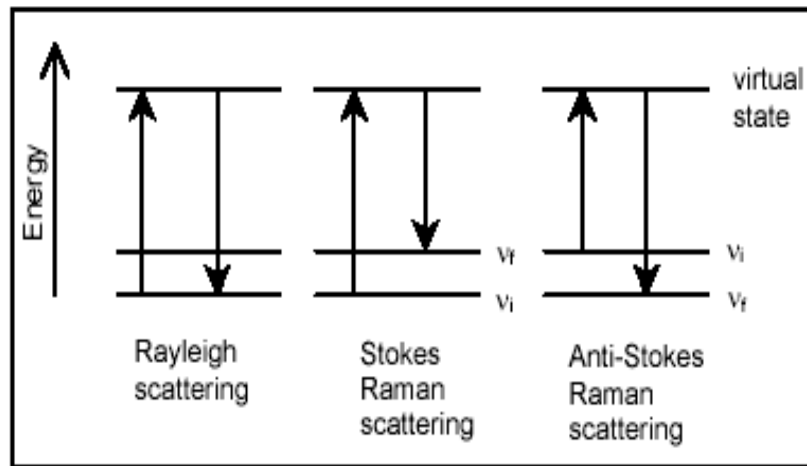 Energy
virtual
state
νf
νi
νi
νf
Rayleigh
scattering
Stokes
Raman
scattering
Anti-Stokes
Raman
scattering